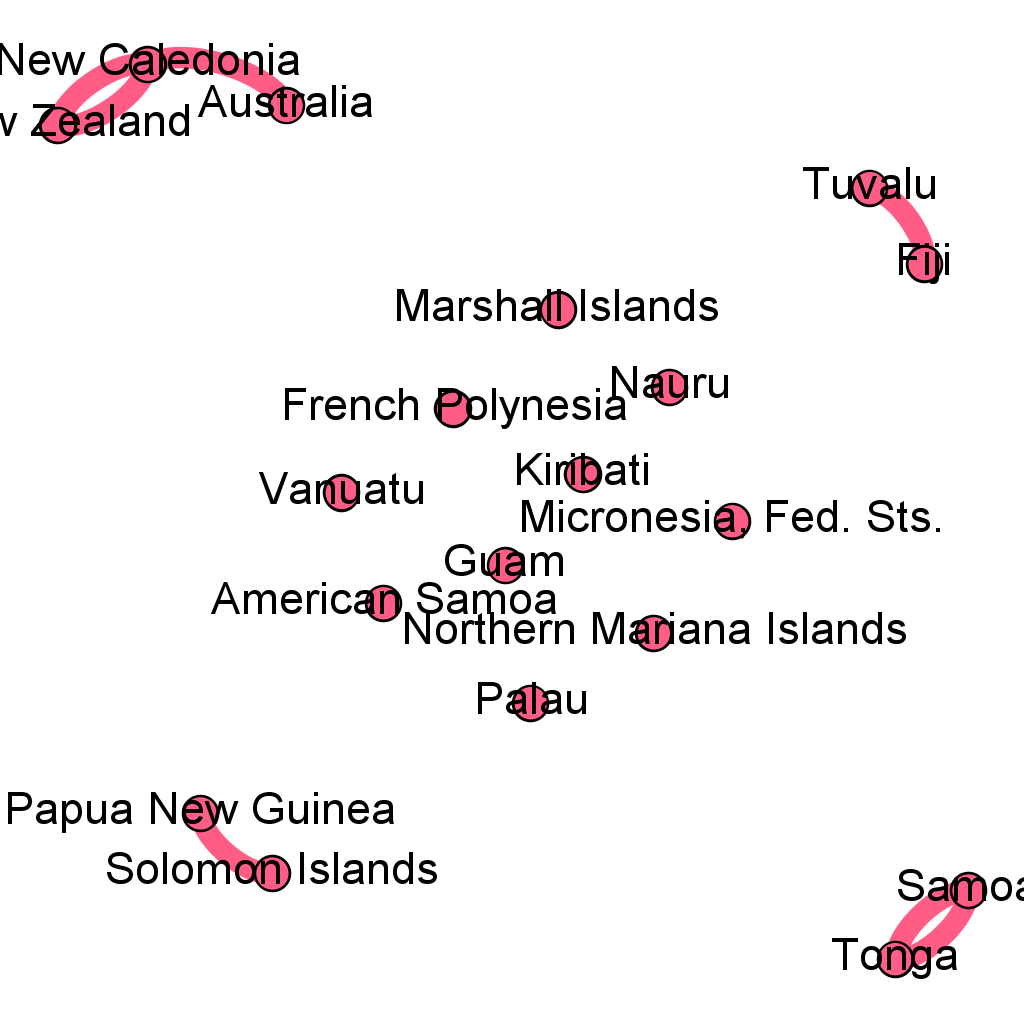 New Caledonia
Australia
w Zealand
Tuvalu
Fiji
Marshall Islands
Nauru
French Polynesia
Kiribati
Vanuatu
Micronesia, Fed. Sts.
Guam
American Samoa
Northern Mariana Islands
Palau
Papua New Guinea
Solomon Islands
Samoa
Tonga